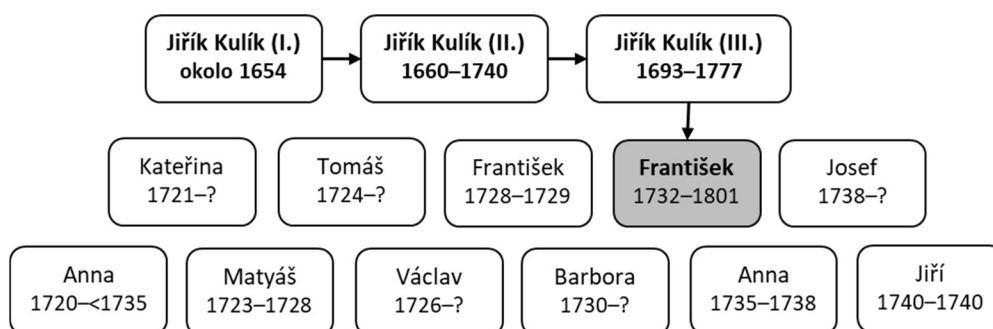 Jiřík Kulík (I.)
okolo 1654
Jiřík Kulík (II.)
1660–1740
Jiřík Kulík (III.)
1693–1777
Kateřina
1721–?
Tomáš
1724–?
František
1728–1729
František
1732–1801
Josef
1738–?
Anna
1720–<1735
Matyáš
1723–1728
Václav
1726–?
Barbora
1730–?
Anna
1735–1738
Jiří
1740–1740